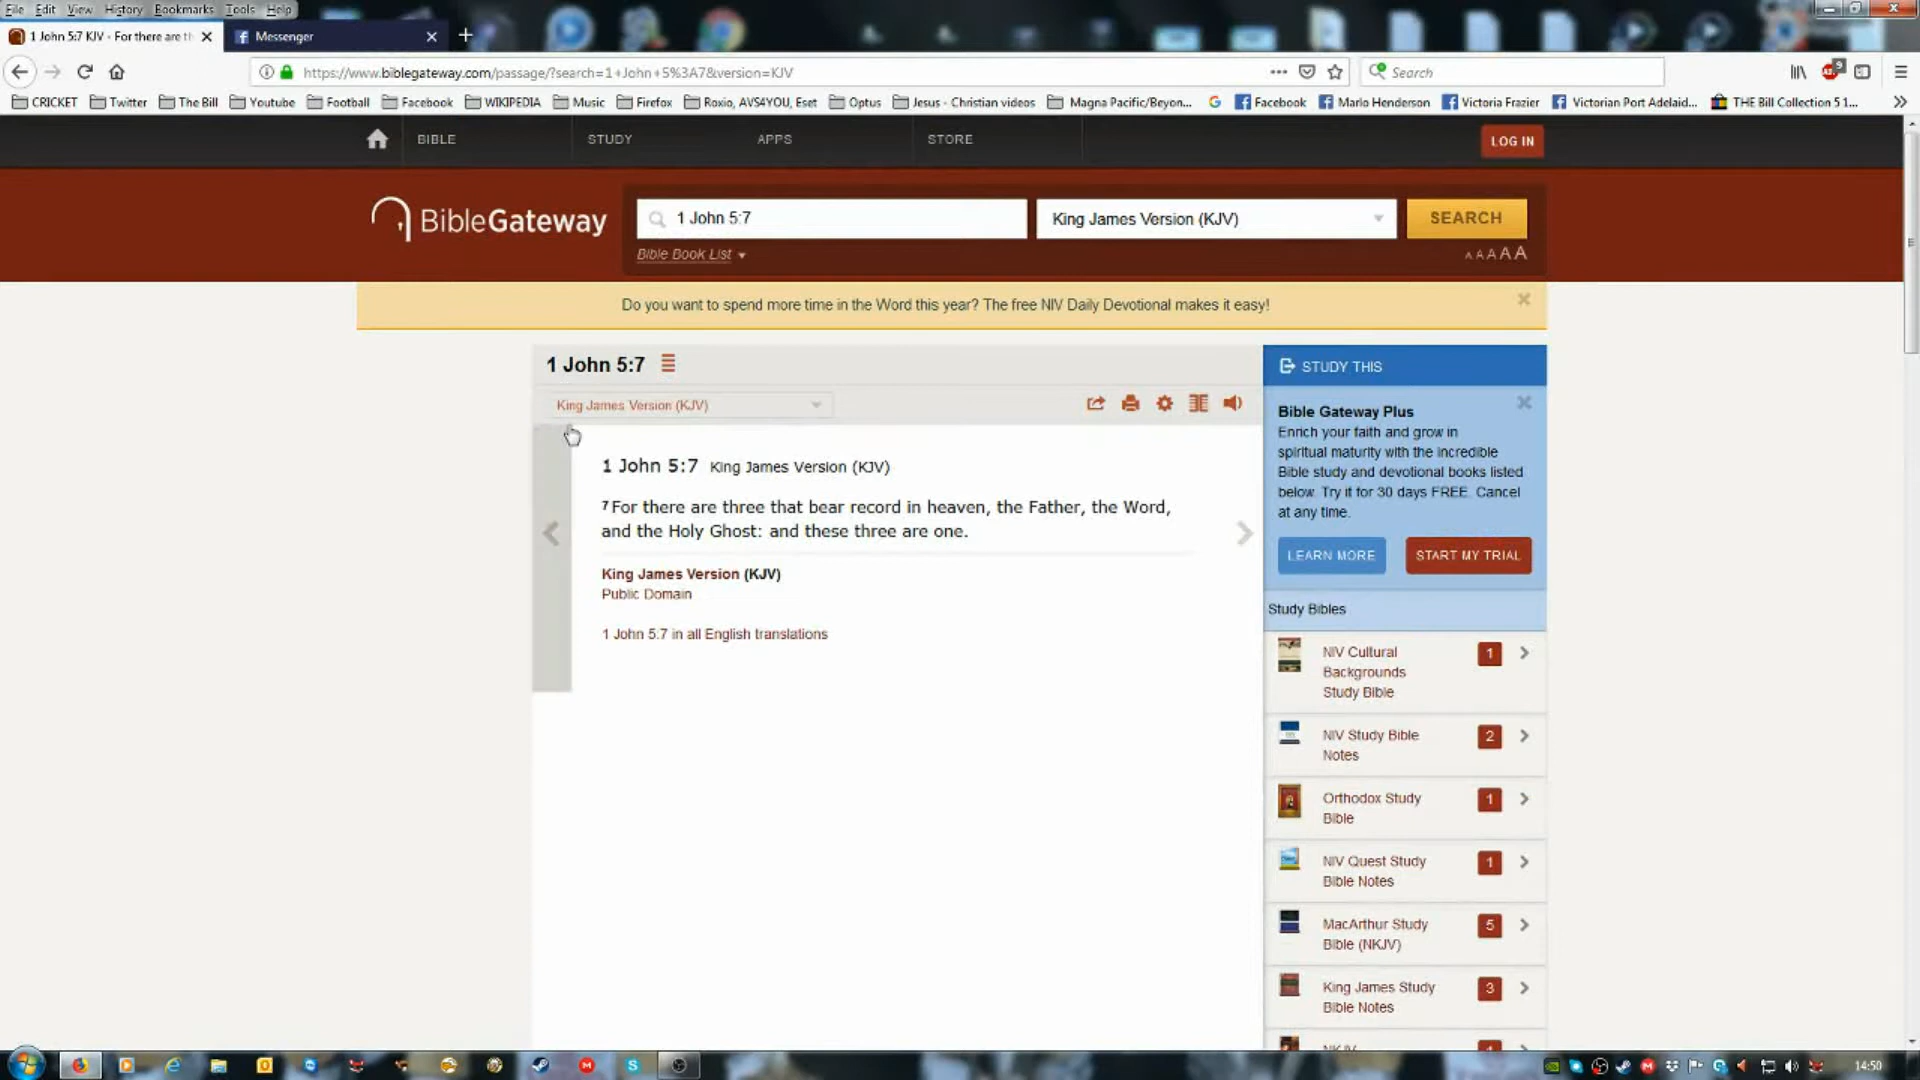 File Edit View History Bookmarks Tools Help
1 John 5:7 KJV - For there are th
Messenger
https://www.biblegateway.com/passage/?search=1+John+5%3A7&version=KJV
Search
9
CRICKET Twitter The Bill Youtube Football Facebook WIKIPEDIA Music Firefox Roxio, AVS4YOU, Eset Optus Jesus - Christian videos Magna Pacific/Beyon... Facebook Marlo Henderson Victoria Frazier Victorian Port Adelaid... THE Bill Collection 5 1...
BIBLE STUDY APPS STORE LOG IN
BibleGateway
1 John 5:7
King James Version (KJV)
SEARCH
Bible Book List
A A A A A
Do you want to spend more time in the Word this year? The free NIV Daily Devotional makes it easy!
1 John 5:7
King James Version (KJV)
1 John 5:7 King James Version (KJV)
7 For there are three that bear record in heaven, the Father, the Word,
and the Holy Ghost: and these three are one.
King James Version (KJV)
Public Domain
1 John 5:7 in all English translations
STUDY THIS
Bible Gateway Plus
Enrich your faith and grow in
spiritual maturity with the incredible
Bible study and devotional books listed
below. Try it for 30 days FREE. Cancel
at any time.
LEARN MORE START MY TRIAL
Study Bibles
NIV Cultural
Backgrounds
Study Bible
1
NIV Study Bible
Notes
2
Orthodox Study
Bible
1
NIV Quest Study
Bible Notes
1
MacArthur Study
Bible (NKJV)
5
King James Study
Bible Notes
3
14:50